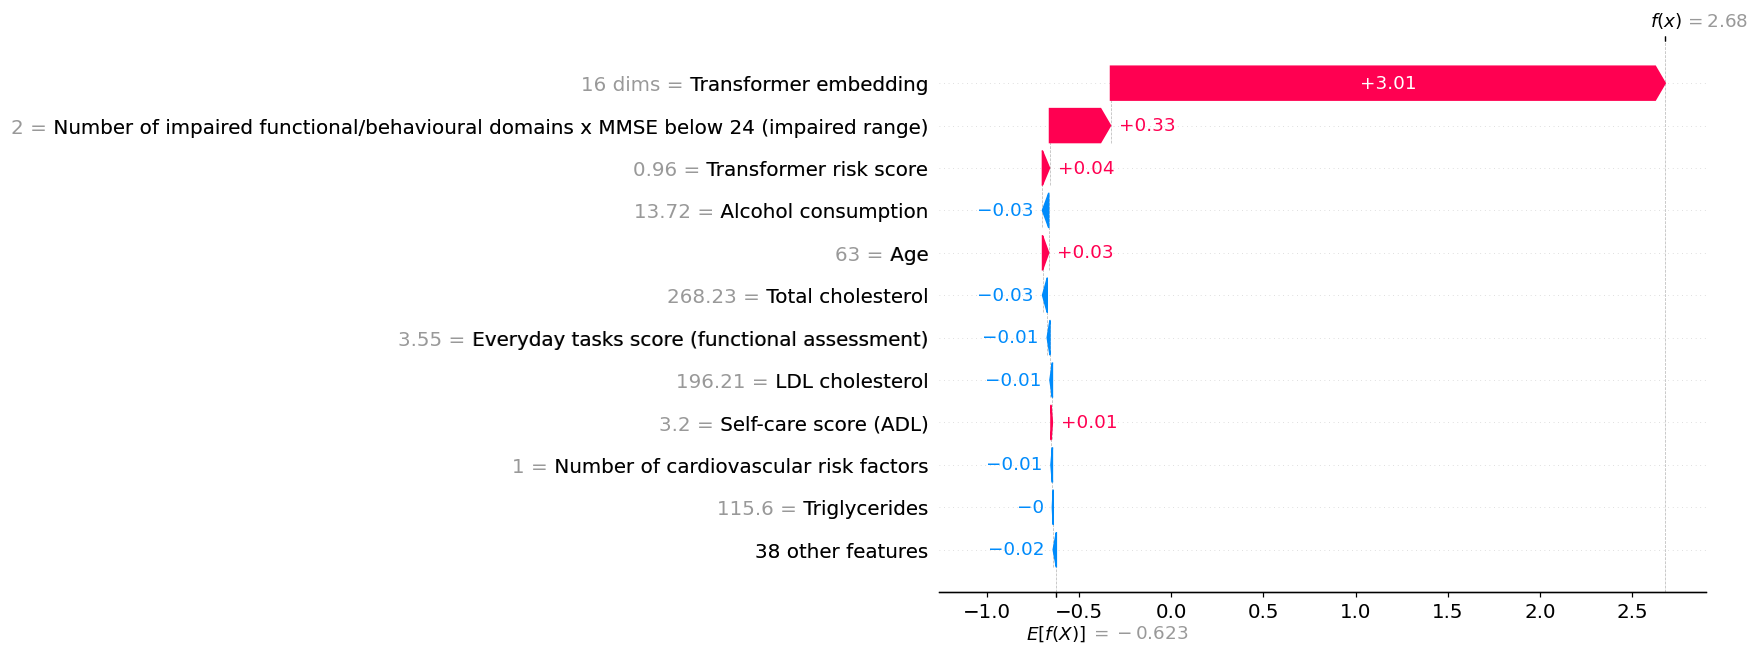 f(x) = 2.68
16 dims = Transformer embedding
+3.01
2 = Number of impaired functional/behavioural domains x MMSE below 24 (impaired range)
+0.33
0.96 = Transformer risk score
+0.04
13.72 = Alcohol consumption
−0.03
63 = Age
+0.03
268.23 = Total cholesterol
−0.03
3.55 = Everyday tasks score (functional assessment)
−0.01
196.21 = LDL cholesterol
−0.01
3.2 = Self-care score (ADL)
+0.01
1 = Number of cardiovascular risk factors
−0.01
115.6 = Triglycerides
−0
38 other features
−0.02
−1.0 −0.5 0.0 0.5 1.0 1.5 2.0 2.5
E[f(X)] = −0.623